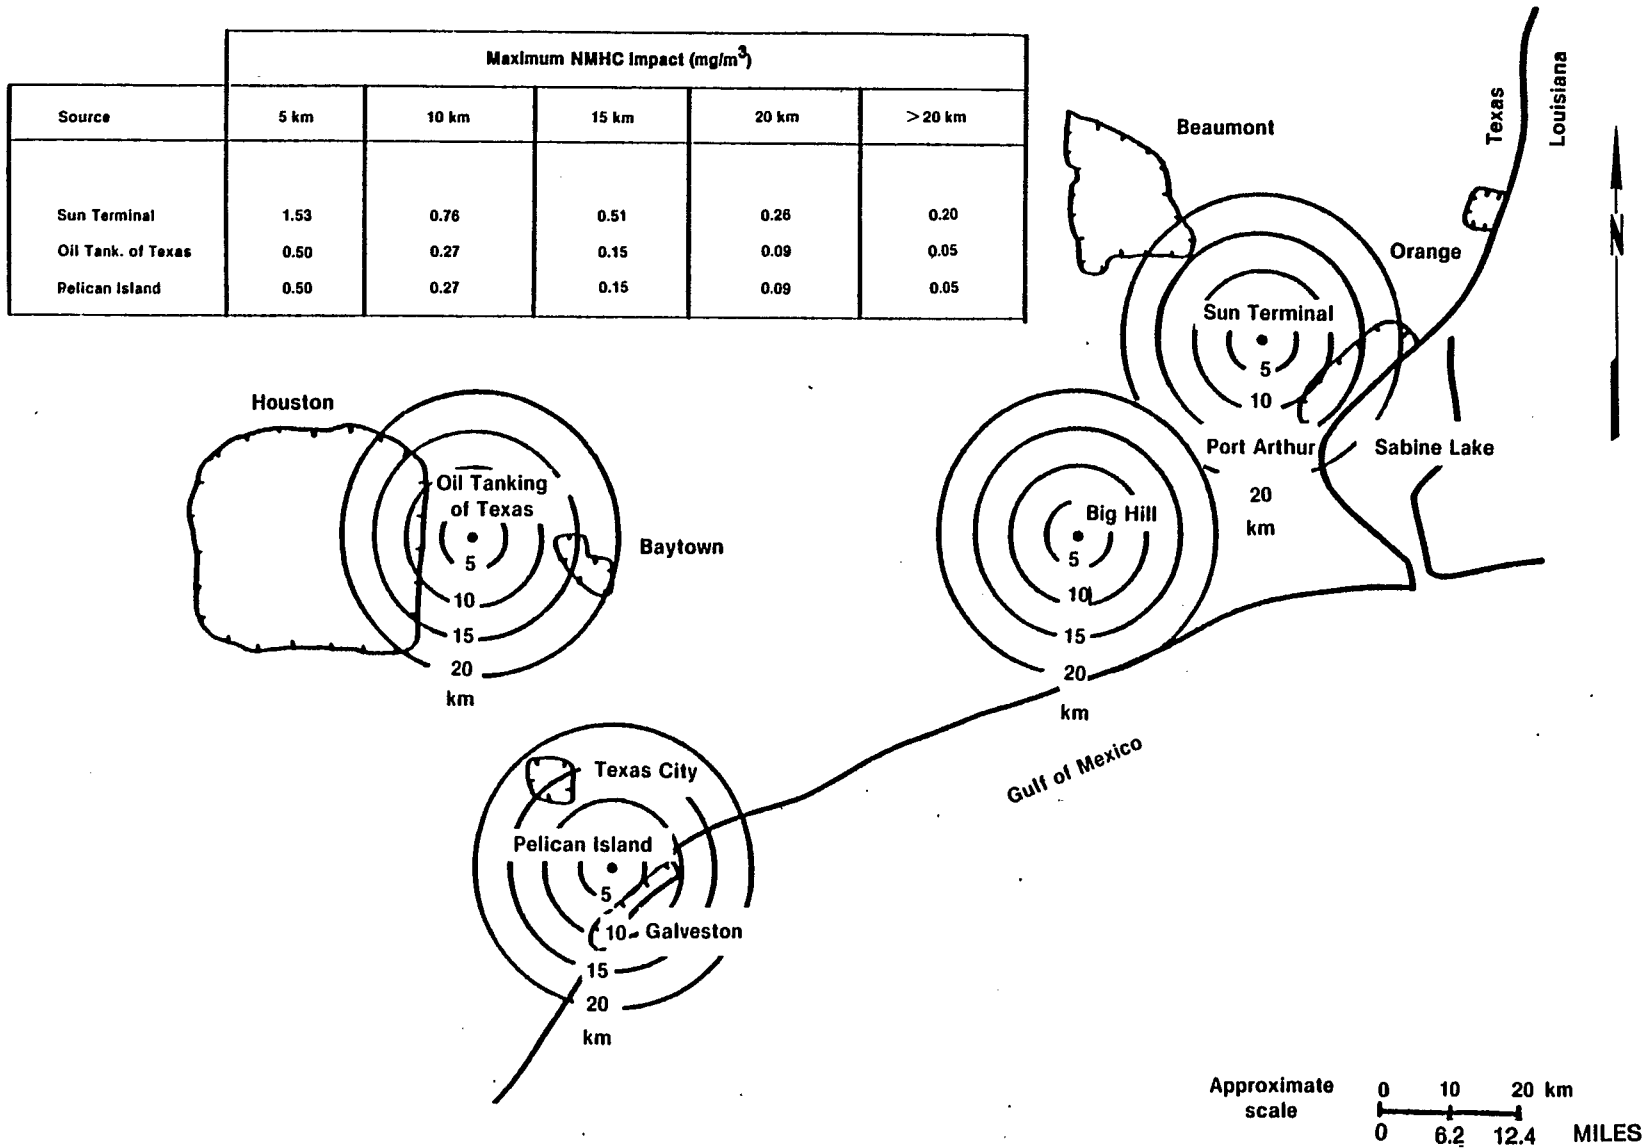 Maximum NMHC Impact (mg/m³)
Source 5 km 10 km 15 km 20 km >20 km
Sun Terminal 1.53 0.76 0.51 0.26 0.20
Oil Tank. of Texas 0.50 0.27 0.15 0.09 0.05
Pelican Island 0.50 0.27 0.15 0.09 0.05
Texas
Louisiana
Beaumont
N
Orange
Sun Terminal
5
10
Port Arthur
Sabine Lake
20
km
Houston
Oil Tanking
of Texas
5
10
15
20
km
Baytown
Big Hill
5
10
15
20
km
Gulf of Mexico
Texas City
Pelican Island
5
10
Galveston
15
20
km
Approximate
scale
0 10 20 km
0 6.2 12.4 MILES